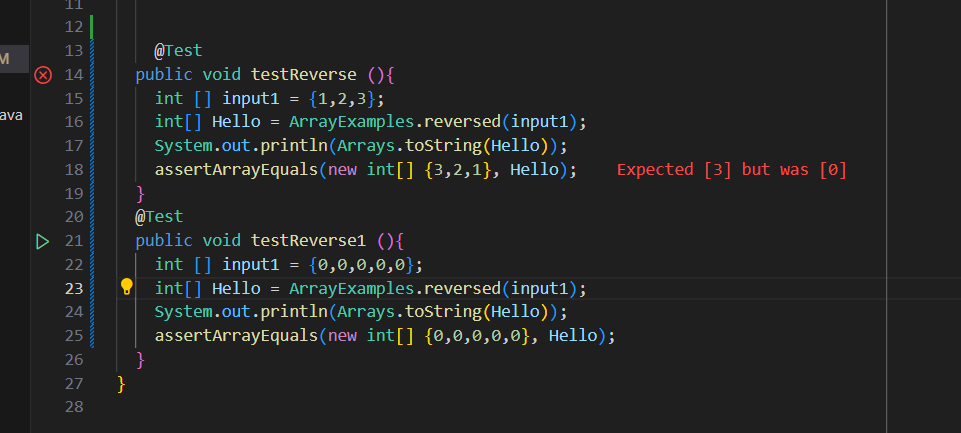 11
12
13 @Test
M 14 public void testReverse (){
15 int [] input1 = {1,2,3};
ava 16 int[] Hello = ArrayExamples.reversed(input1);
17 System.out.println(Arrays.toString(Hello));
18 assertArrayEquals(new int[] {3,2,1}, Hello); Expected [3] but was [0]
19 }
20 @Test
21 public void testReverse1 (){
22 int [] input1 = {0,0,0,0,0};
23 int[] Hello = ArrayExamples.reversed(input1);
24 System.out.println(Arrays.toString(Hello));
25 assertArrayEquals(new int[] {0,0,0,0,0}, Hello);
26 }
27 }
28